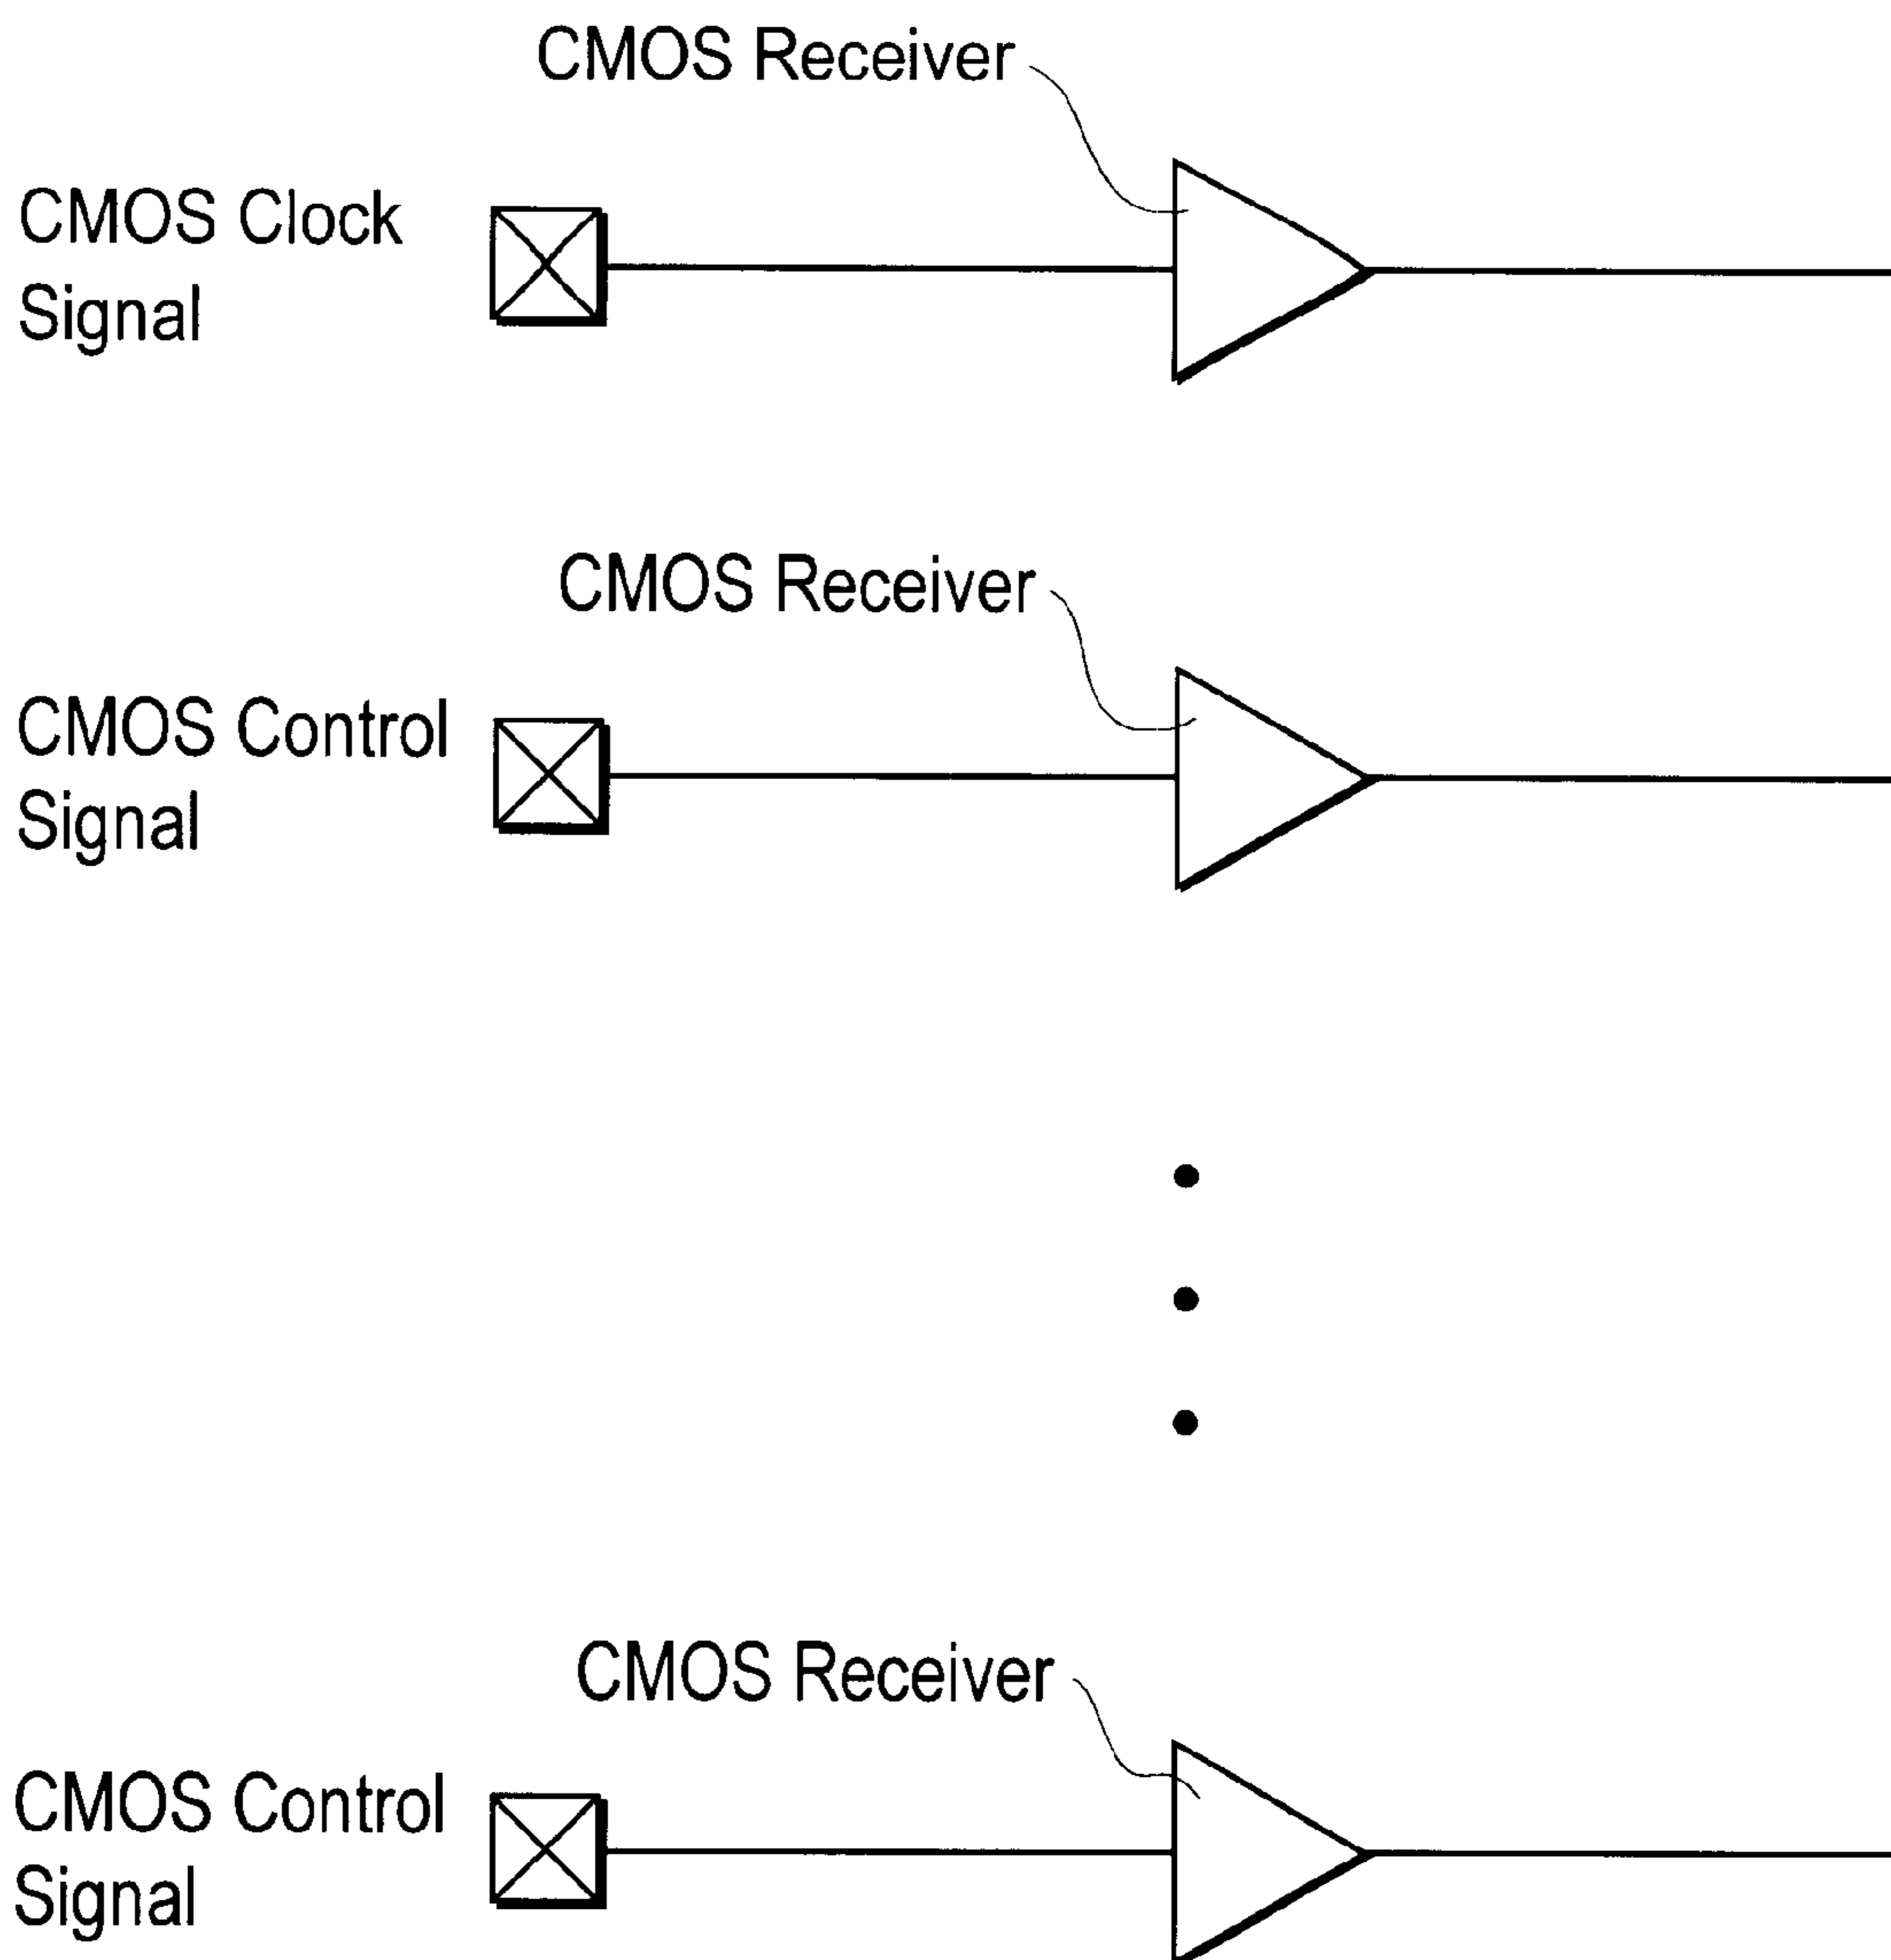 CMOS Receiver
CMOS Clock
Signal
CMOS Receiver
CMOS Control
Signal
CMOS Receiver
CMOS Control
Signal